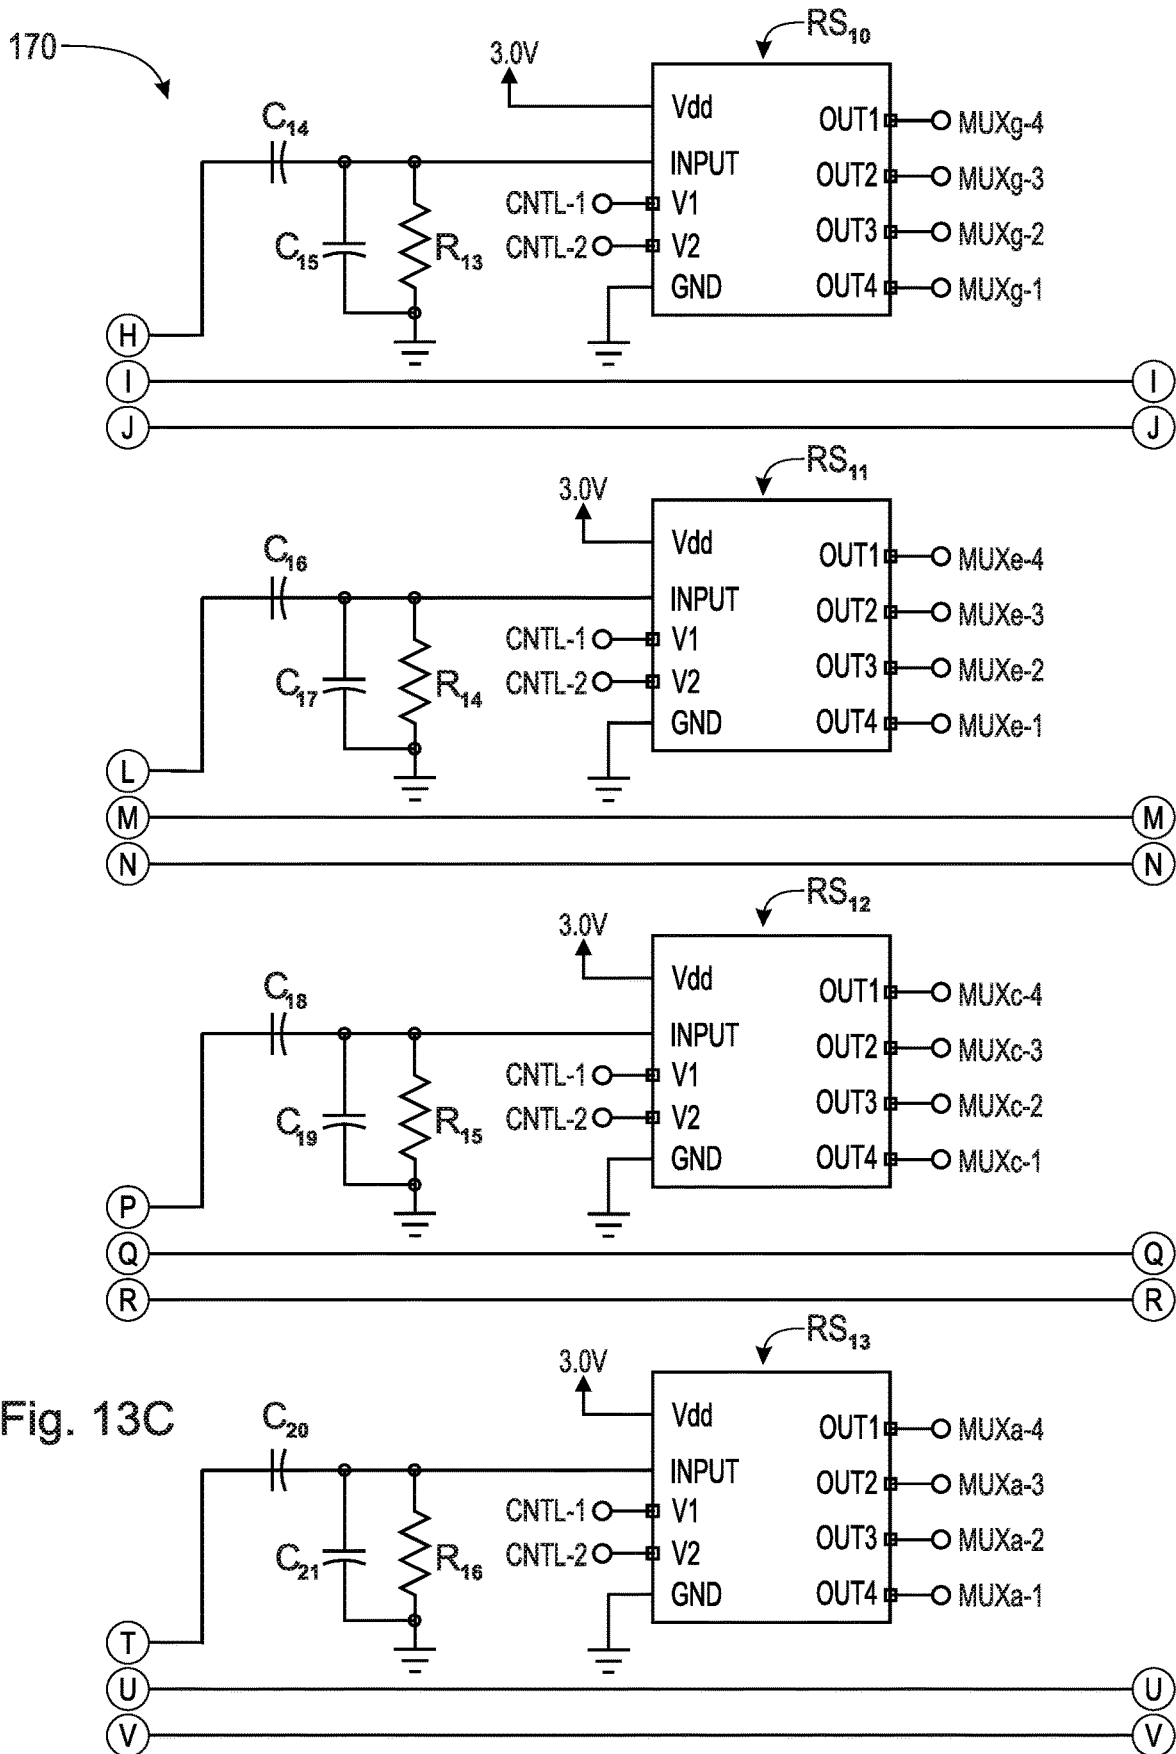 170
RS10
3.0V
Vdd
C14
INPUT
OUT1 MUXg-4
OUT2 MUXg-3
CNTL-1 V1
C15 R13
CNTL-2 V2
OUT3 MUXg-2
GND
OUT4 MUXg-1
H
I I
J J
RS11
3.0V
Vdd
C16
INPUT
OUT1 MUXe-4
OUT2 MUXe-3
CNTL-1 V1
C17 R14
CNTL-2 V2
OUT3 MUXe-2
GND
OUT4 MUXe-1
L
M M
N N
RS12
3.0V
Vdd
C18
INPUT
OUT1 MUXc-4
OUT2 MUXc-3
CNTL-1 V1
C19 R15
CNTL-2 V2
OUT3 MUXc-2
GND
OUT4 MUXc-1
P
Q Q
R R
RS13
3.0V
Fig. 13C
Vdd
C20
INPUT
OUT1 MUXa-4
OUT2 MUXa-3
CNTL-1 V1
C21 R16
CNTL-2 V2
OUT3 MUXa-2
GND
OUT4 MUXa-1
T
U U
V V